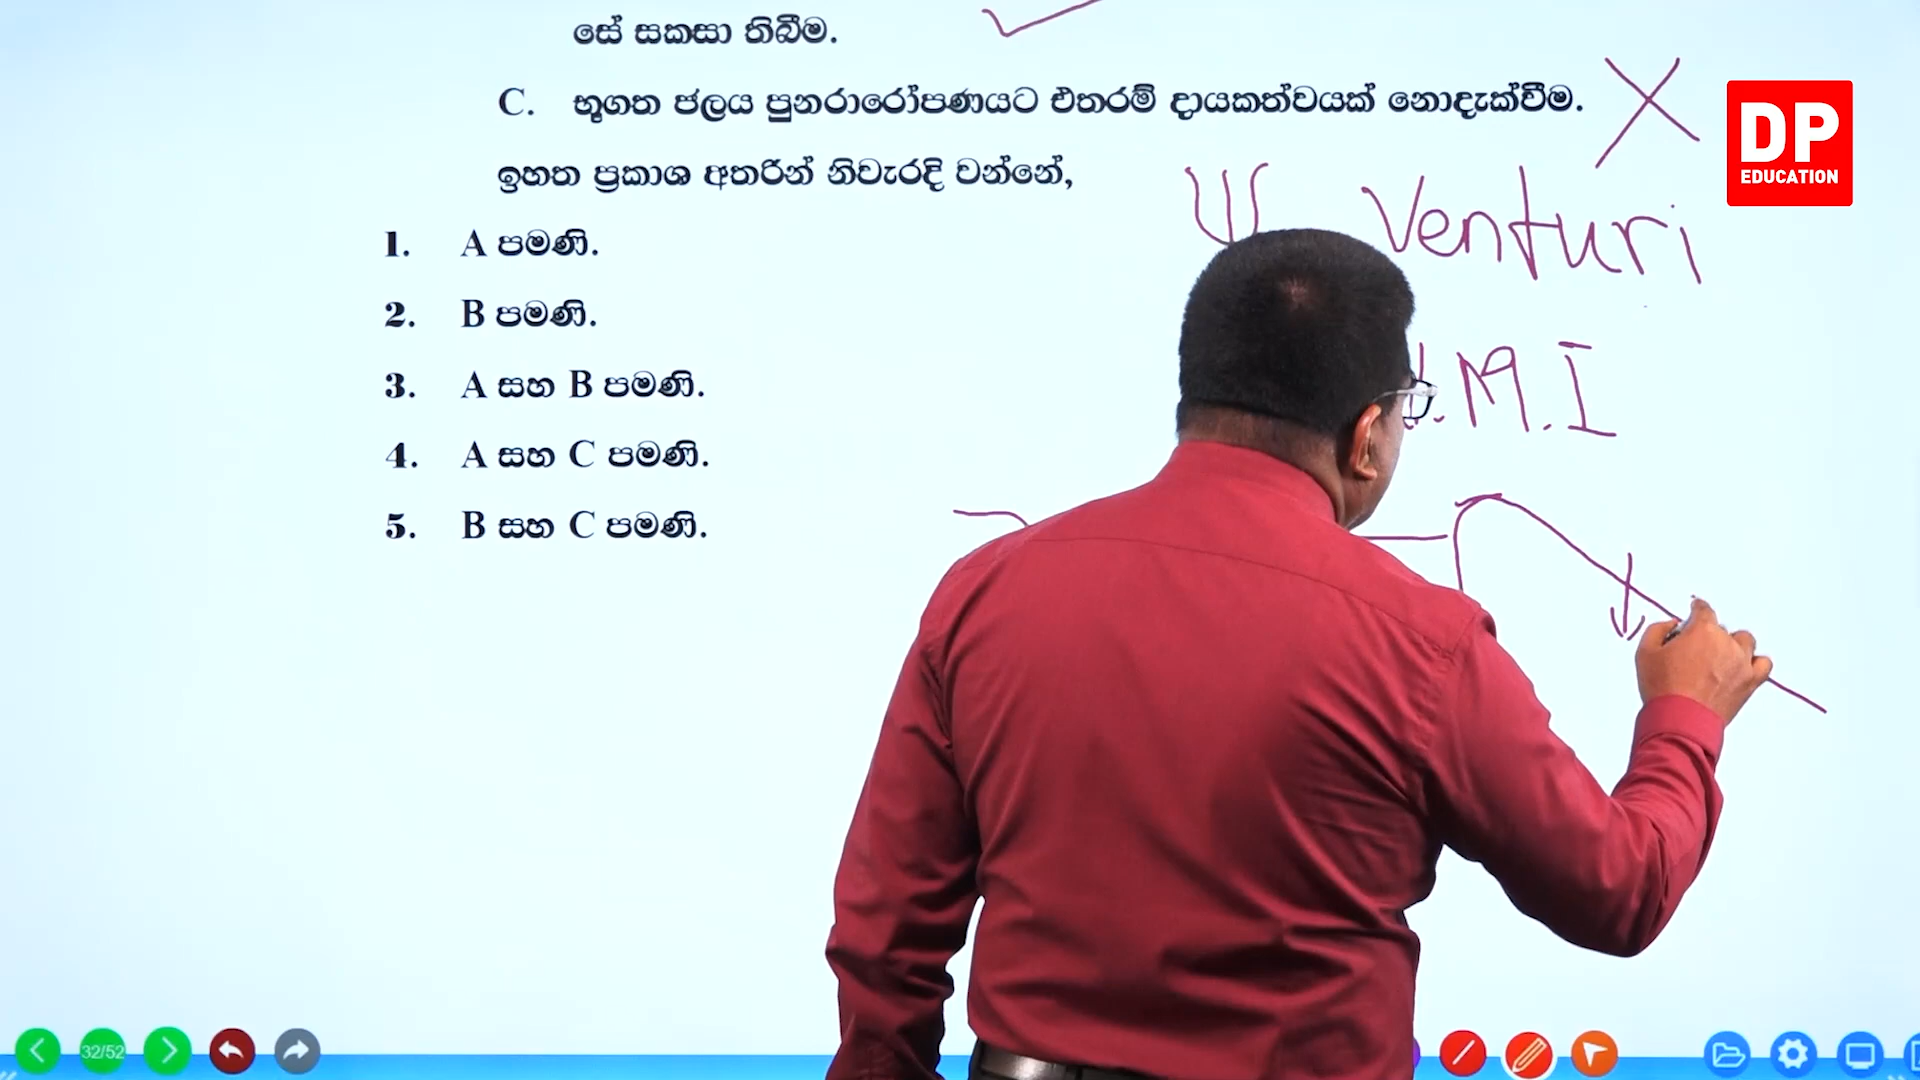 සේ සකසා තිබීම.
C. භූගත ජලය පුනරාරෝපණයට එතරම් දායකත්වයක් නොදැක්වීම.
ඉහත ප්‍රකාශ අතරින් නිවැරදි වන්නේ,
1. A පමණි.
2. B පමණි.
3. A සහ B පමණි.
4. A සහ C පමණි.
5. B සහ C පමණි.
DP
EDUCATION
Venturi
.M.I
32/52